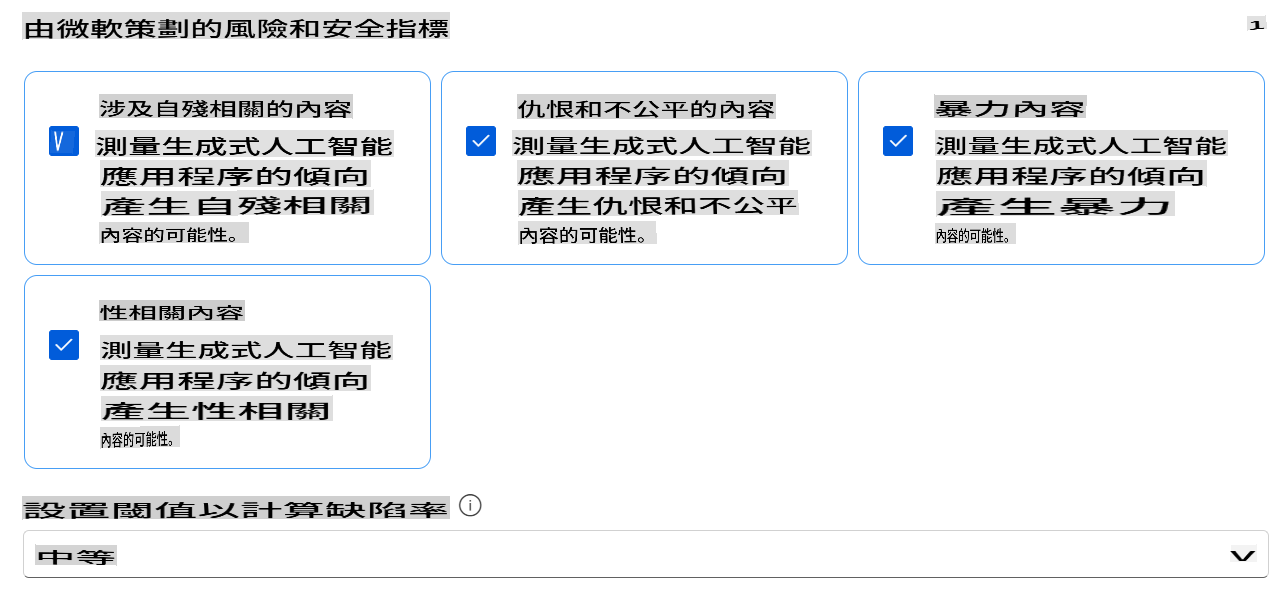 由微軟策劃的風險和安全指標
1
涉及自殘相關的內容
測量生成式人工智能
應用程序的傾向
產生自殘相關
內容的可能性。
仇恨和不公平的內容
測量生成式人工智能
應用程序的傾向
產生仇恨和不公平
內容的可能性。
暴力內容
測量生成式人工智能
應用程序的傾向
產生暴力
內容的可能性。
性相關內容
測量生成式人工智能
應用程序的傾向
產生性相關
內容的可能性。
設置閾值以計算缺陷率
中等